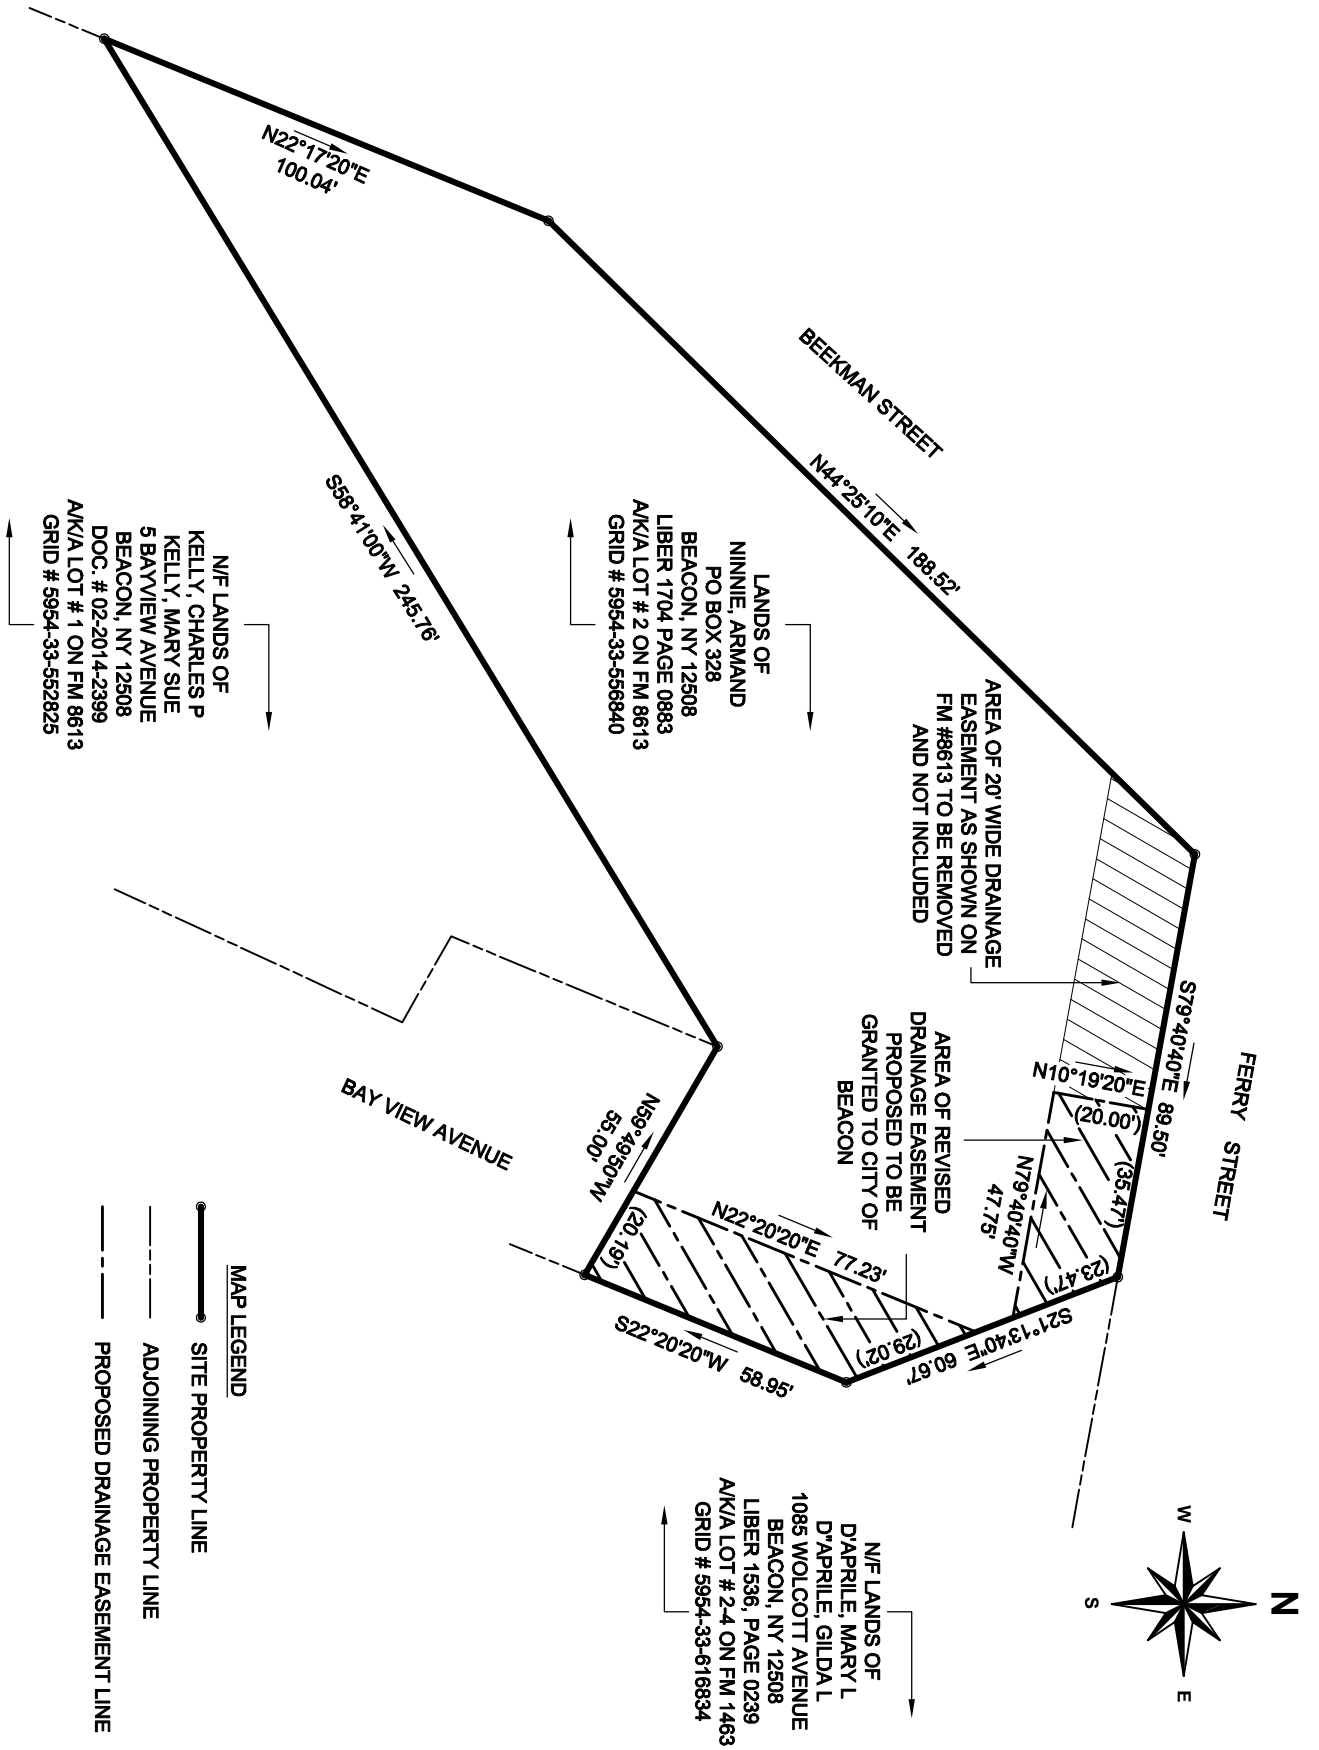 N
W
S
E
FERRY STREET
S79°40'40"E 89.50'
N10°19'20"E
(20.00')
(35.47')
N79°40'40"W
47.75'
(23.47')
S21°13'40"E 60.67'
(29.02')
BEEKMAN STREET
N44°25'10"E 188.52'
AREA OF 20' WIDE DRAINAGE
EASEMENT AS SHOWN ON
FM #8613 TO BE REMOVED
AND NOT INCLUDED
AREA OF REVISED
DRAINAGE EASEMENT
PROPOSED TO BE
GRANTED TO CITY OF
BEACON
N/F LANDS OF
D'APRILE, MARY L
D"APRILE, GILDA L
1085 WOLCOTT AVENUE
BEACON, NY 12508
LIBER 1536, PAGE 0239
A/K/A LOT # 2-4 ON FM 1463
GRID # 5954-33-616834
LANDS OF
NINNIE, ARMAND
PO BOX 328
BEACON, NY 12508
LIBER 1704 PAGE 0883
A/K/A LOT # 2 ON FM 8613
GRID # 5954-33-556840
N22°20'20"E 77.23'
S22°20'20"W 58.95'
(20.19')
N59°49'50"W
55.00'
BAY VIEW AVENUE
N22°17'20"E
100.04'
S58°41'00"W 245.76'
N/F LANDS OF
KELLY, CHARLES P
KELLY, MARY SUE
5 BAYVIEW AVENUE
BEACON, NY 12508
DOC. # 02-2014-2399
A/K/A LOT # 1 ON FM 8613
GRID # 5954-33-552825
MAP LEGEND
SITE PROPERTY LINE
ADJOINING PROPERTY LINE
PROPOSED DRAINAGE EASEMENT LINE